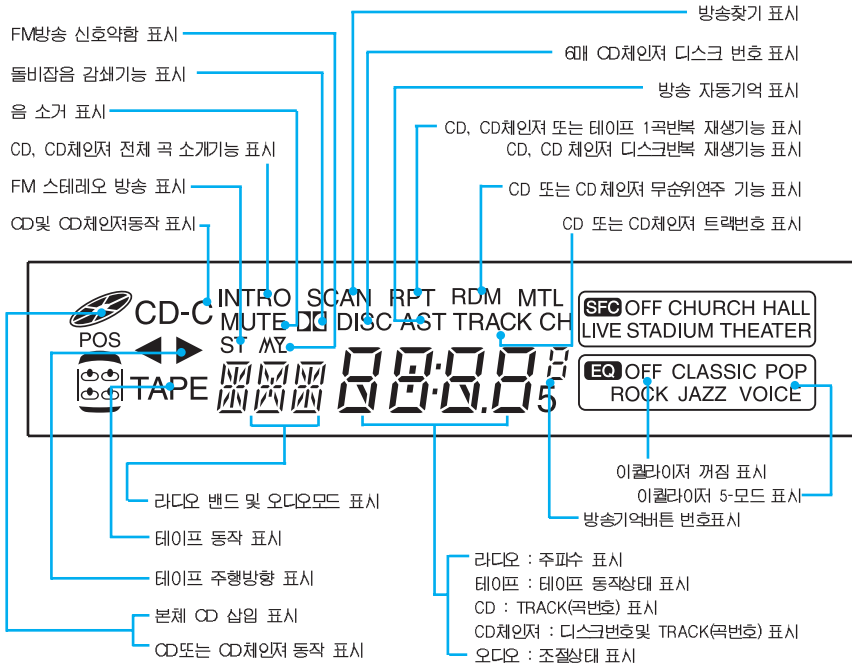 방송찾기 표시
FM방송 신호약함 표시
6매 CD체인져 디스크 번호 표시
돌비잡음 감쇄기능 표시
방송 자동기억 표시
음 소거 표시
CD, CD체인져 또는 테이프 1곡반복 재생기능 표시
CD, CD 체인져 디스크반복 재생기능 표시
CD, CD체인져 전체 곡 소개기능 표시
FM 스테레오 방송 표시
CD 또는 CD체인져 무순위연주 기능 표시
CD및 CD체인져동작 표시
CD 또는 CD체인져 트랙번호 표시
INTRO SCAN RPT RDM MTL
CD-C MUTE DISC AST TRACK CH
SFC OFF CHURCH HALL
LIVE STADIUM THEATER
POS
ST MY
TAPE
5
EQ OFF CLASSIC POP
ROCK JAZZ VOICE
이퀄라이져 꺼짐 표시
이퀄라이저 5-모드 표시
라디오 밴드 및 오디오모드 표시
방송기억버튼 번호표시
테이프 동작 표시
라디오 : 주파수 표시
테이프 주행방향 표시
테이프 : 테이프 동작상태 표시
CD : TRACK(곡번호) 표시
본체 CD 삽입 표시
CD체인져 : 디스크번호및 TRACK(곡번호) 표시
CD또는 CD체인져 동작 표시
오디오 : 조절상태 표시